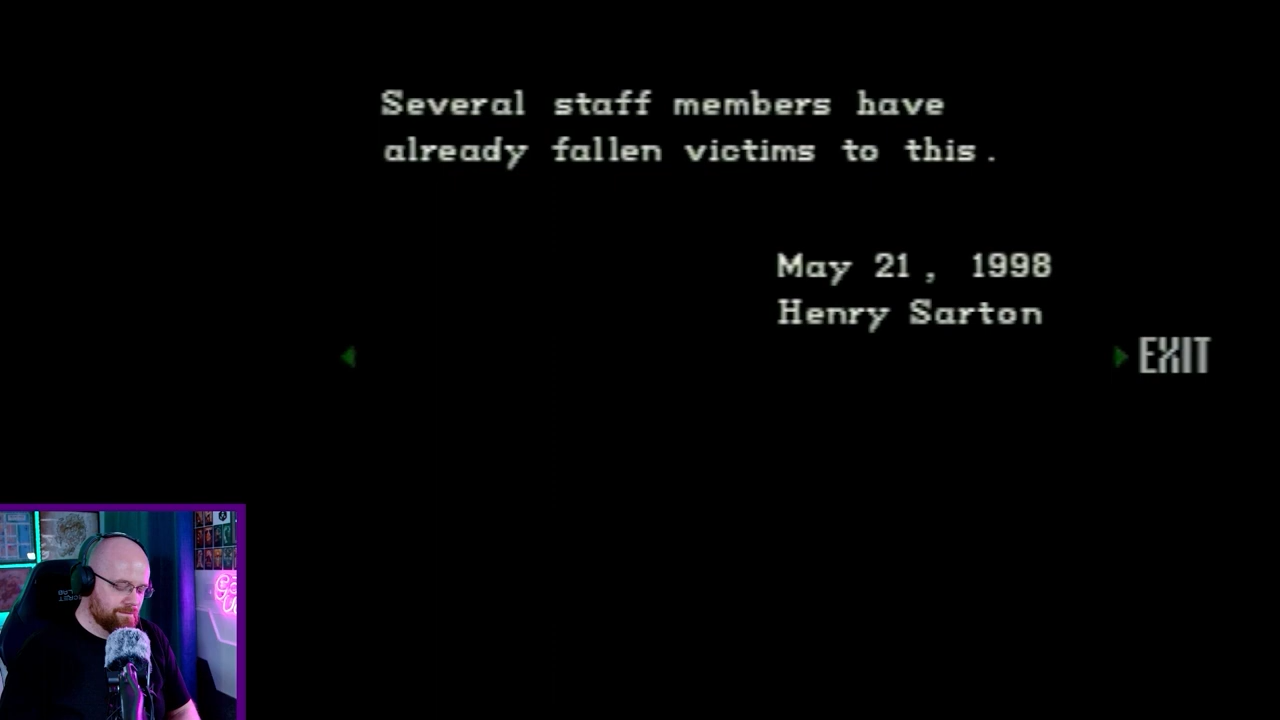 Several staff members have
already fallen victims to this.
May 21, 1998
Henry Sarton
EXIT